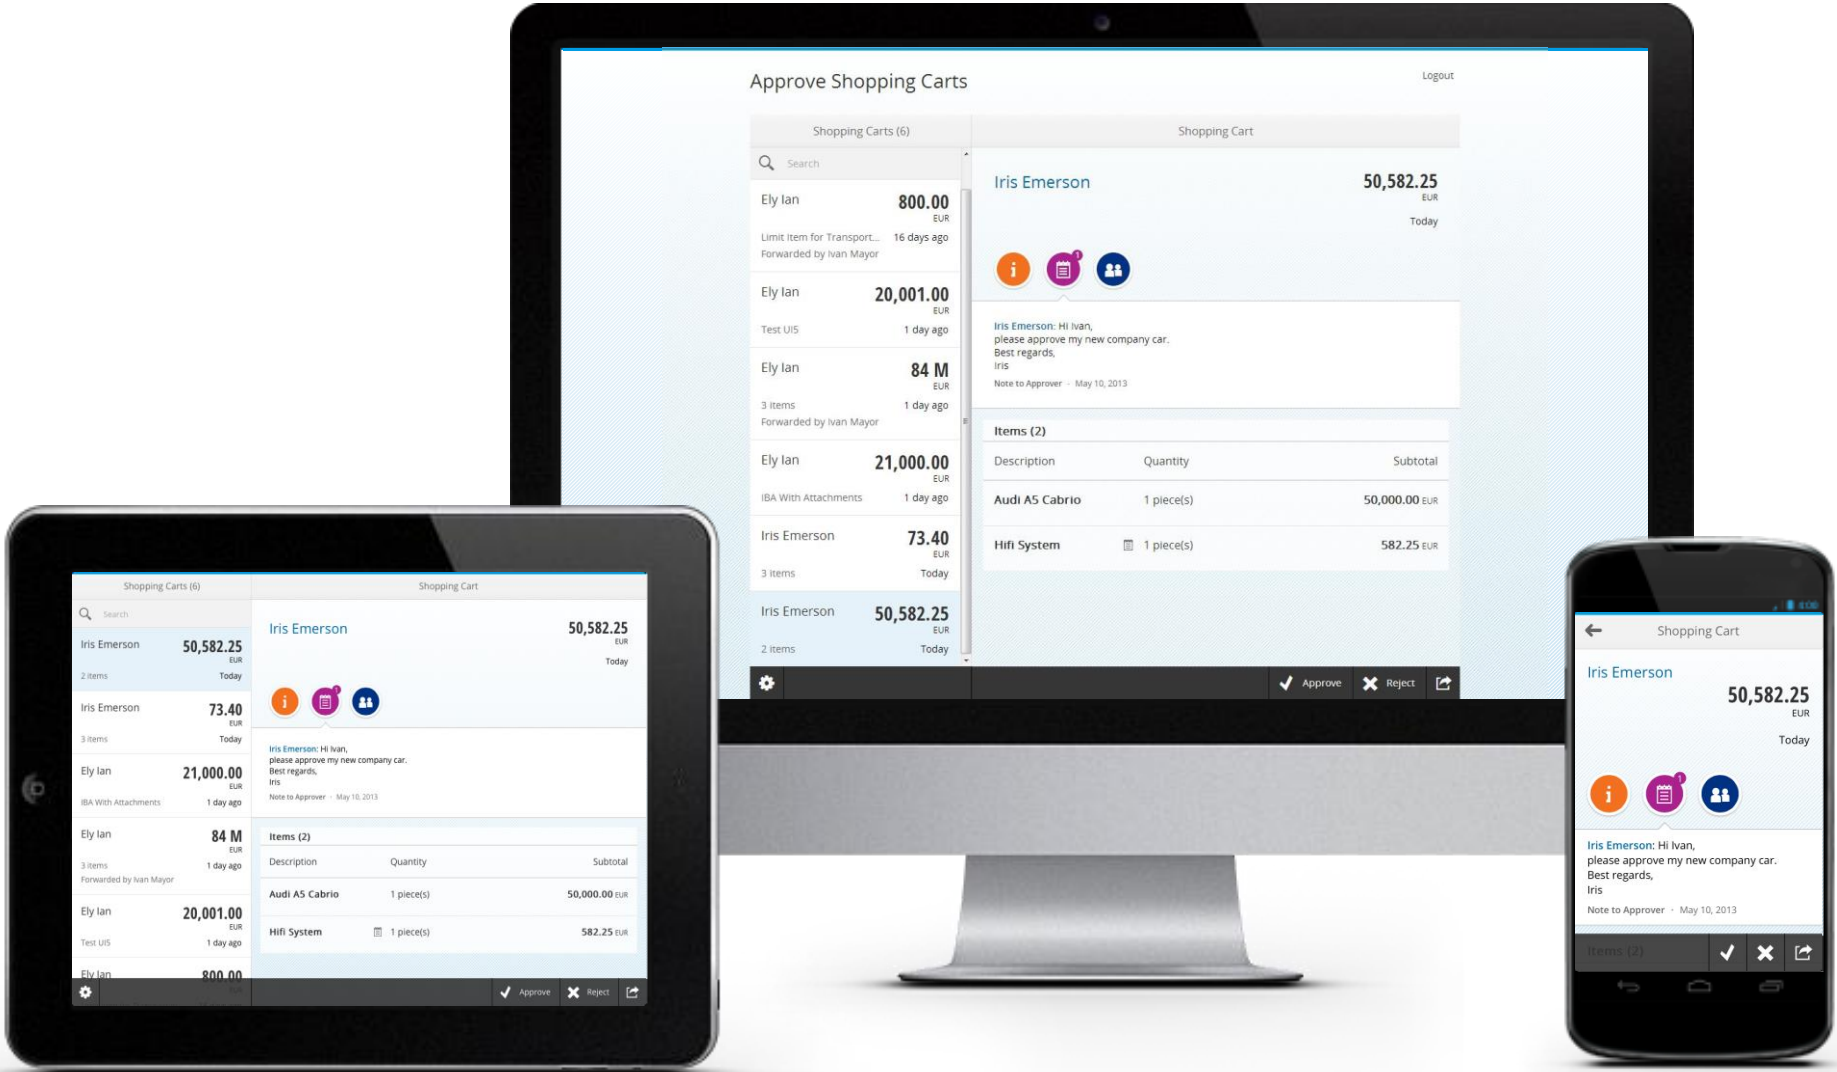 Approve Shopping Carts
Logout
Shopping Carts (6)
Shopping Cart
Search
Ely Ian 800.00
EUR
Limit Item for Transport... 16 days ago
Forwarded by Ivan Mayor
Ely Ian 20,001.00
EUR
Test UI5 1 day ago
Ely Ian 84 M
EUR
3 items 1 day ago
Forwarded by Ivan Mayor
Ely Ian 21,000.00
EUR
IBA With Attachments 1 day ago
Iris Emerson 73.40
EUR
3 items Today
Iris Emerson 50,582.25
EUR
2 items Today
Iris Emerson 50,582.25
EUR
Today
1
Iris Emerson: Hi Ivan,
please approve my new company car.
Best regards,
Iris
Note to Approver · May 10, 2013
Items (2)
Description Quantity Subtotal
Audi A5 Cabrio 1 piece(s) 50,000.00 EUR
Hifi System 1 piece(s) 582.25 EUR
Approve Reject
Shopping Carts (6)
Shopping Cart
Search
Iris Emerson 50,582.25
EUR
2 items Today
Iris Emerson 73.40
EUR
3 items Today
Ely Ian 21,000.00
EUR
IBA With Attachments 1 day ago
Ely Ian 84 M
EUR
3 items 1 day ago
Forwarded by Ivan Mayor
Ely Ian 20,001.00
EUR
Test UI5 1 day ago
Ely Ian 800.00
Iris Emerson 50,582.25
EUR
Today
1
Iris Emerson: Hi Ivan,
please approve my new company car.
Best regards,
Iris
Note to Approver · May 10, 2013
Items (2)
Description Quantity Subtotal
Audi A5 Cabrio 1 piece(s) 50,000.00 EUR
Hifi System 1 piece(s) 582.25 EUR
Approve Reject
Shopping Cart
Iris Emerson
50,582.25
EUR
Today
1
Iris Emerson: Hi Ivan,
please approve my new company car.
Best regards,
Iris
Note to Approver · May 10, 2013
Items (2)